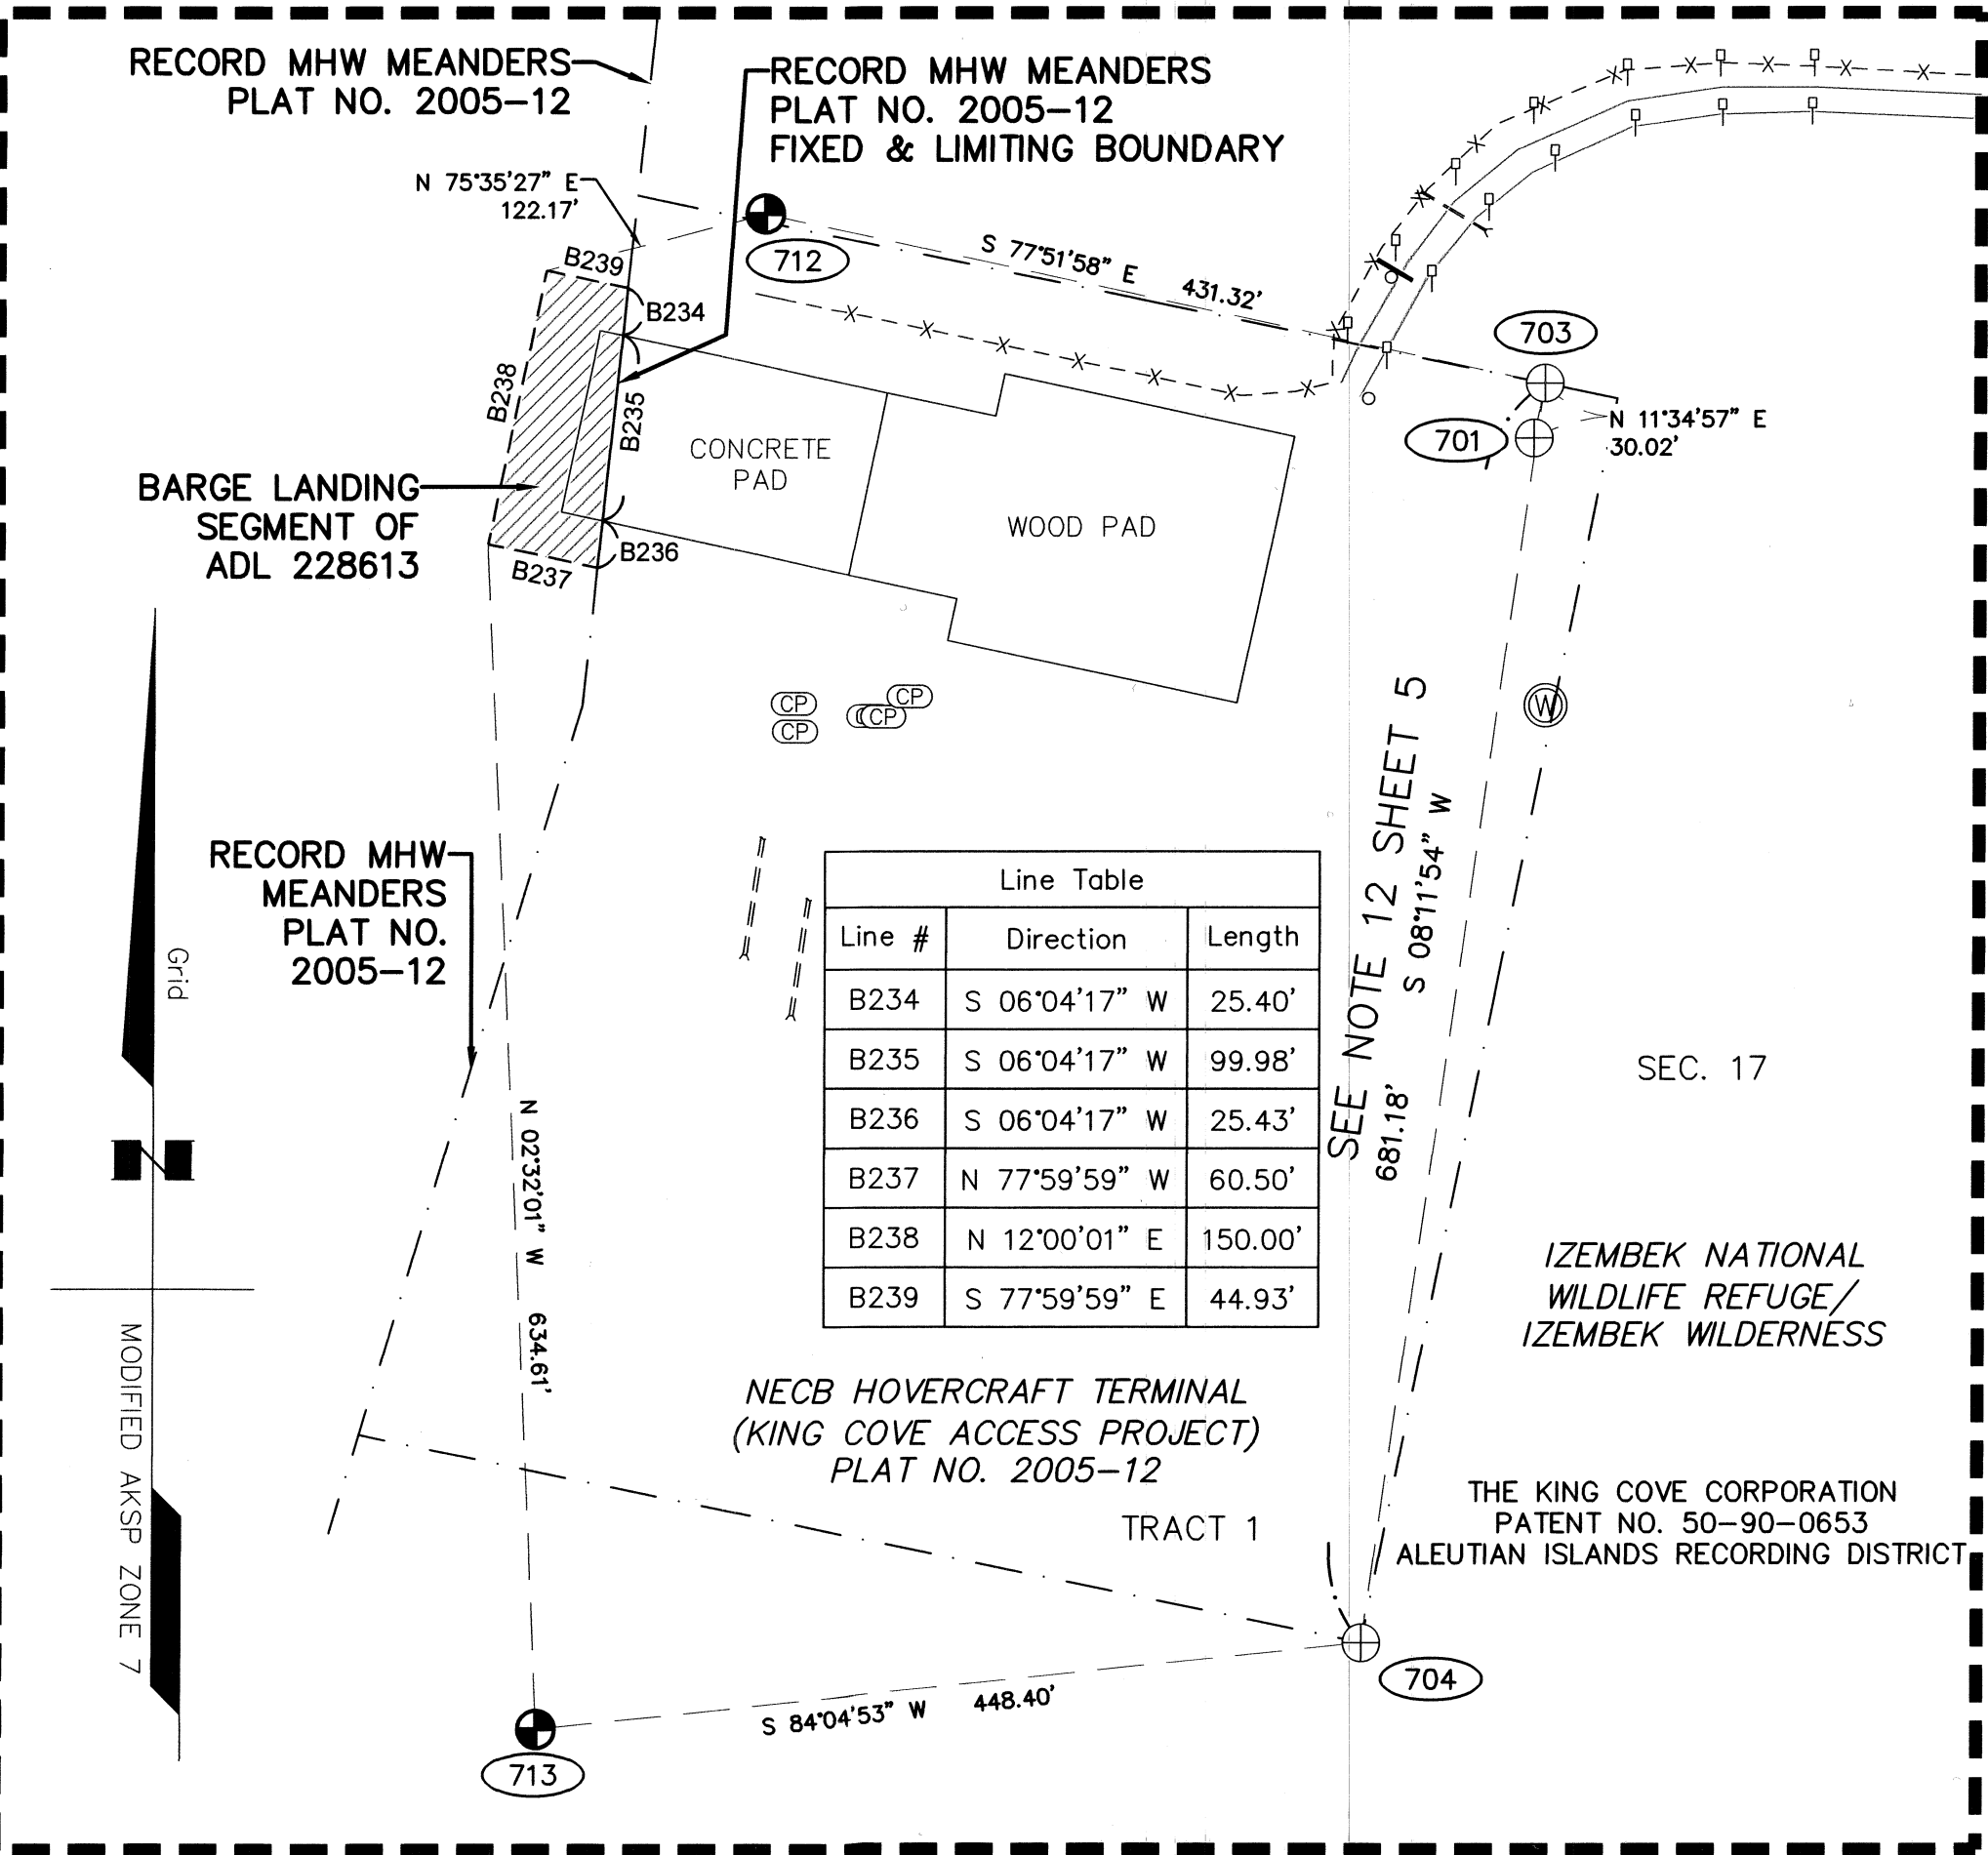 RECORD MHW MEANDERS
PLAT NO. 2005–12
RECORD MHW MEANDERS
PLAT NO. 2005–12
FIXED & LIMITING BOUNDARY
N 75°35'27" E
122.17'
712
S 77°51'58" E 431.32'
703
701
N 11°34'57" E
30.02'
B239
B234
B238
B235
B236
B237
CONCRETE
PAD
WOOD PAD
BARGE LANDING
SEGMENT OF
ADL 228613
CP
CP
CP
CP
W
RECORD MHW
MEANDERS
PLAT NO.
2005–12
Grid
N
MODIFIED AKSP ZONE 7
N 02°32'01" W 634.61'
Line Table
Line # Direction Length
B234 S 06°04'17" W 25.40'
B235 S 06°04'17" W 99.98'
B236 S 06°04'17" W 25.43'
B237 N 77°59'59" W 60.50'
B238 N 12°00'01" E 150.00'
B239 S 77°59'59" E 44.93'
SEE NOTE 12 SHEET 5
681.18' S 08°11'54" W
SEC. 17
IZEMBEK NATIONAL
WILDLIFE REFUGE/
IZEMBEK WILDERNESS
NECB HOVERCRAFT TERMINAL
(KING COVE ACCESS PROJECT)
PLAT NO. 2005–12
TRACT 1
THE KING COVE CORPORATION
PATENT NO. 50–90–0653
ALEUTIAN ISLANDS RECORDING DISTRICT
704
S 84°04'53" W 448.40'
713